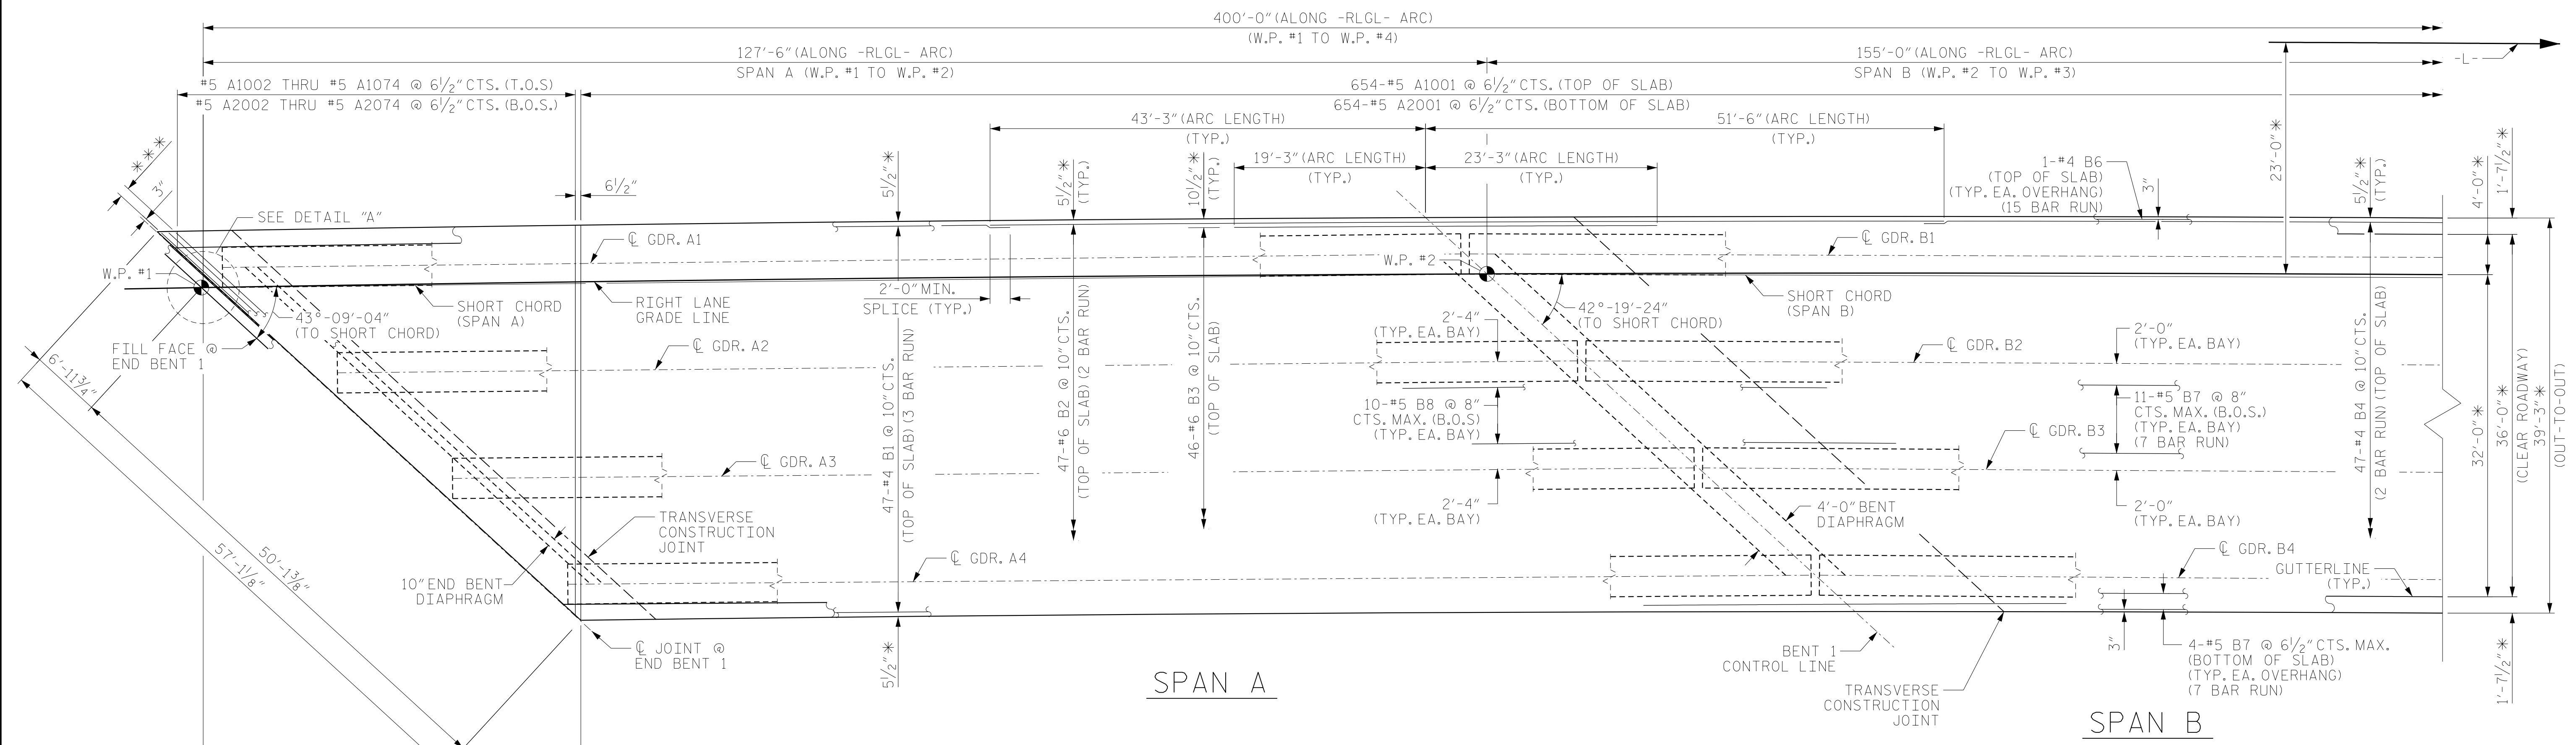 400'-0" (ALONG -RLGL- ARC)
(W.P. #1 TO W.P. #4)
127'-6" (ALONG -RLGL- ARC)
SPAN A (W.P. #1 TO W.P. #2)
155'-0" (ALONG -RLGL- ARC)
SPAN B (W.P. #2 TO W.P. #3)
-L-
#5 A1002 THRU #5 A1074 @ 6½" CTS. (T.O.S)
#5 A2002 THRU #5 A2074 @ 6½" CTS. (B.O.S.)
654-#5 A1001 @ 6½" CTS. (TOP OF SLAB)
654-#5 A2001 @ 6½" CTS. (BOTTOM OF SLAB)
43'-3" (ARC LENGTH)
(TYP.)
51'-6" (ARC LENGTH)
(TYP.)
19'-3" (ARC LENGTH)
(TYP.)
23'-3" (ARC LENGTH)
(TYP.)
***
3"
6½"
5½"*
5½"*
(TYP.)
10½"*
(TYP.)
1-#4 B6
(TOP OF SLAB)
(TYP. EA. OVERHANG)
(15 BAR RUN)
3"
23'-0"*
5½"*
(TYP.)
4'-0"*
1'-7½"*
SEE DETAIL "A"
W.P. #1
℄ GDR. A1
W.P. #2
℄ GDR. B1
SHORT CHORD
(SPAN A)
RIGHT LANE
GRADE LINE
2'-0" MIN.
SPLICE (TYP.)
SHORT CHORD
(SPAN B)
43°-09'-04"
(TO SHORT CHORD)
42°-19'-24"
(TO SHORT CHORD)
FILL FACE @
END BENT 1
6'-11¾"
℄ GDR. A2
2'-4"
(TYP. EA. BAY)
℄ GDR. B2
2'-0"
(TYP. EA. BAY)
47-#4 B1 @ 10" CTS.
(TOP OF SLAB) (3 BAR RUN)
47-#6 B2 @ 10" CTS.
(TOP OF SLAB) (2 BAR RUN)
46-#6 B3 @ 10" CTS.
(TOP OF SLAB)
10-#5 B8 @ 8"
CTS. MAX. (B.O.S)
(TYP. EA. BAY)
11-#5 B7 @ 8"
CTS. MAX. (B.O.S.)
(TYP. EA. BAY)
(7 BAR RUN)
47-#4 B4 @ 10" CTS.
(2 BAR RUN) (TOP OF SLAB)
32'-0"*
36'-0"*
(CLEAR ROADWAY)
39'-3"*
(OUT-TO-OUT)
℄ GDR. A3
℄ GDR. B3
2'-4"
(TYP. EA. BAY)
2'-0"
(TYP. EA. BAY)
4'-0" BENT
DIAPHRAGM
TRANSVERSE
CONSTRUCTION
JOINT
50'-1⅜"
57'-1⅛"
10" END BENT
DIAPHRAGM
℄ GDR. A4
℄ GDR. B4
GUTTERLINE
(TYP.)
℄ JOINT @
END BENT 1
5½"*
BENT 1
CONTROL LINE
TRANSVERSE
CONSTRUCTION
JOINT
3"
4-#5 B7 @ 6½" CTS. MAX.
(BOTTOM OF SLAB)
(TYP. EA. OVERHANG)
(7 BAR RUN)
1'-7½"*
SPAN A
SPAN B